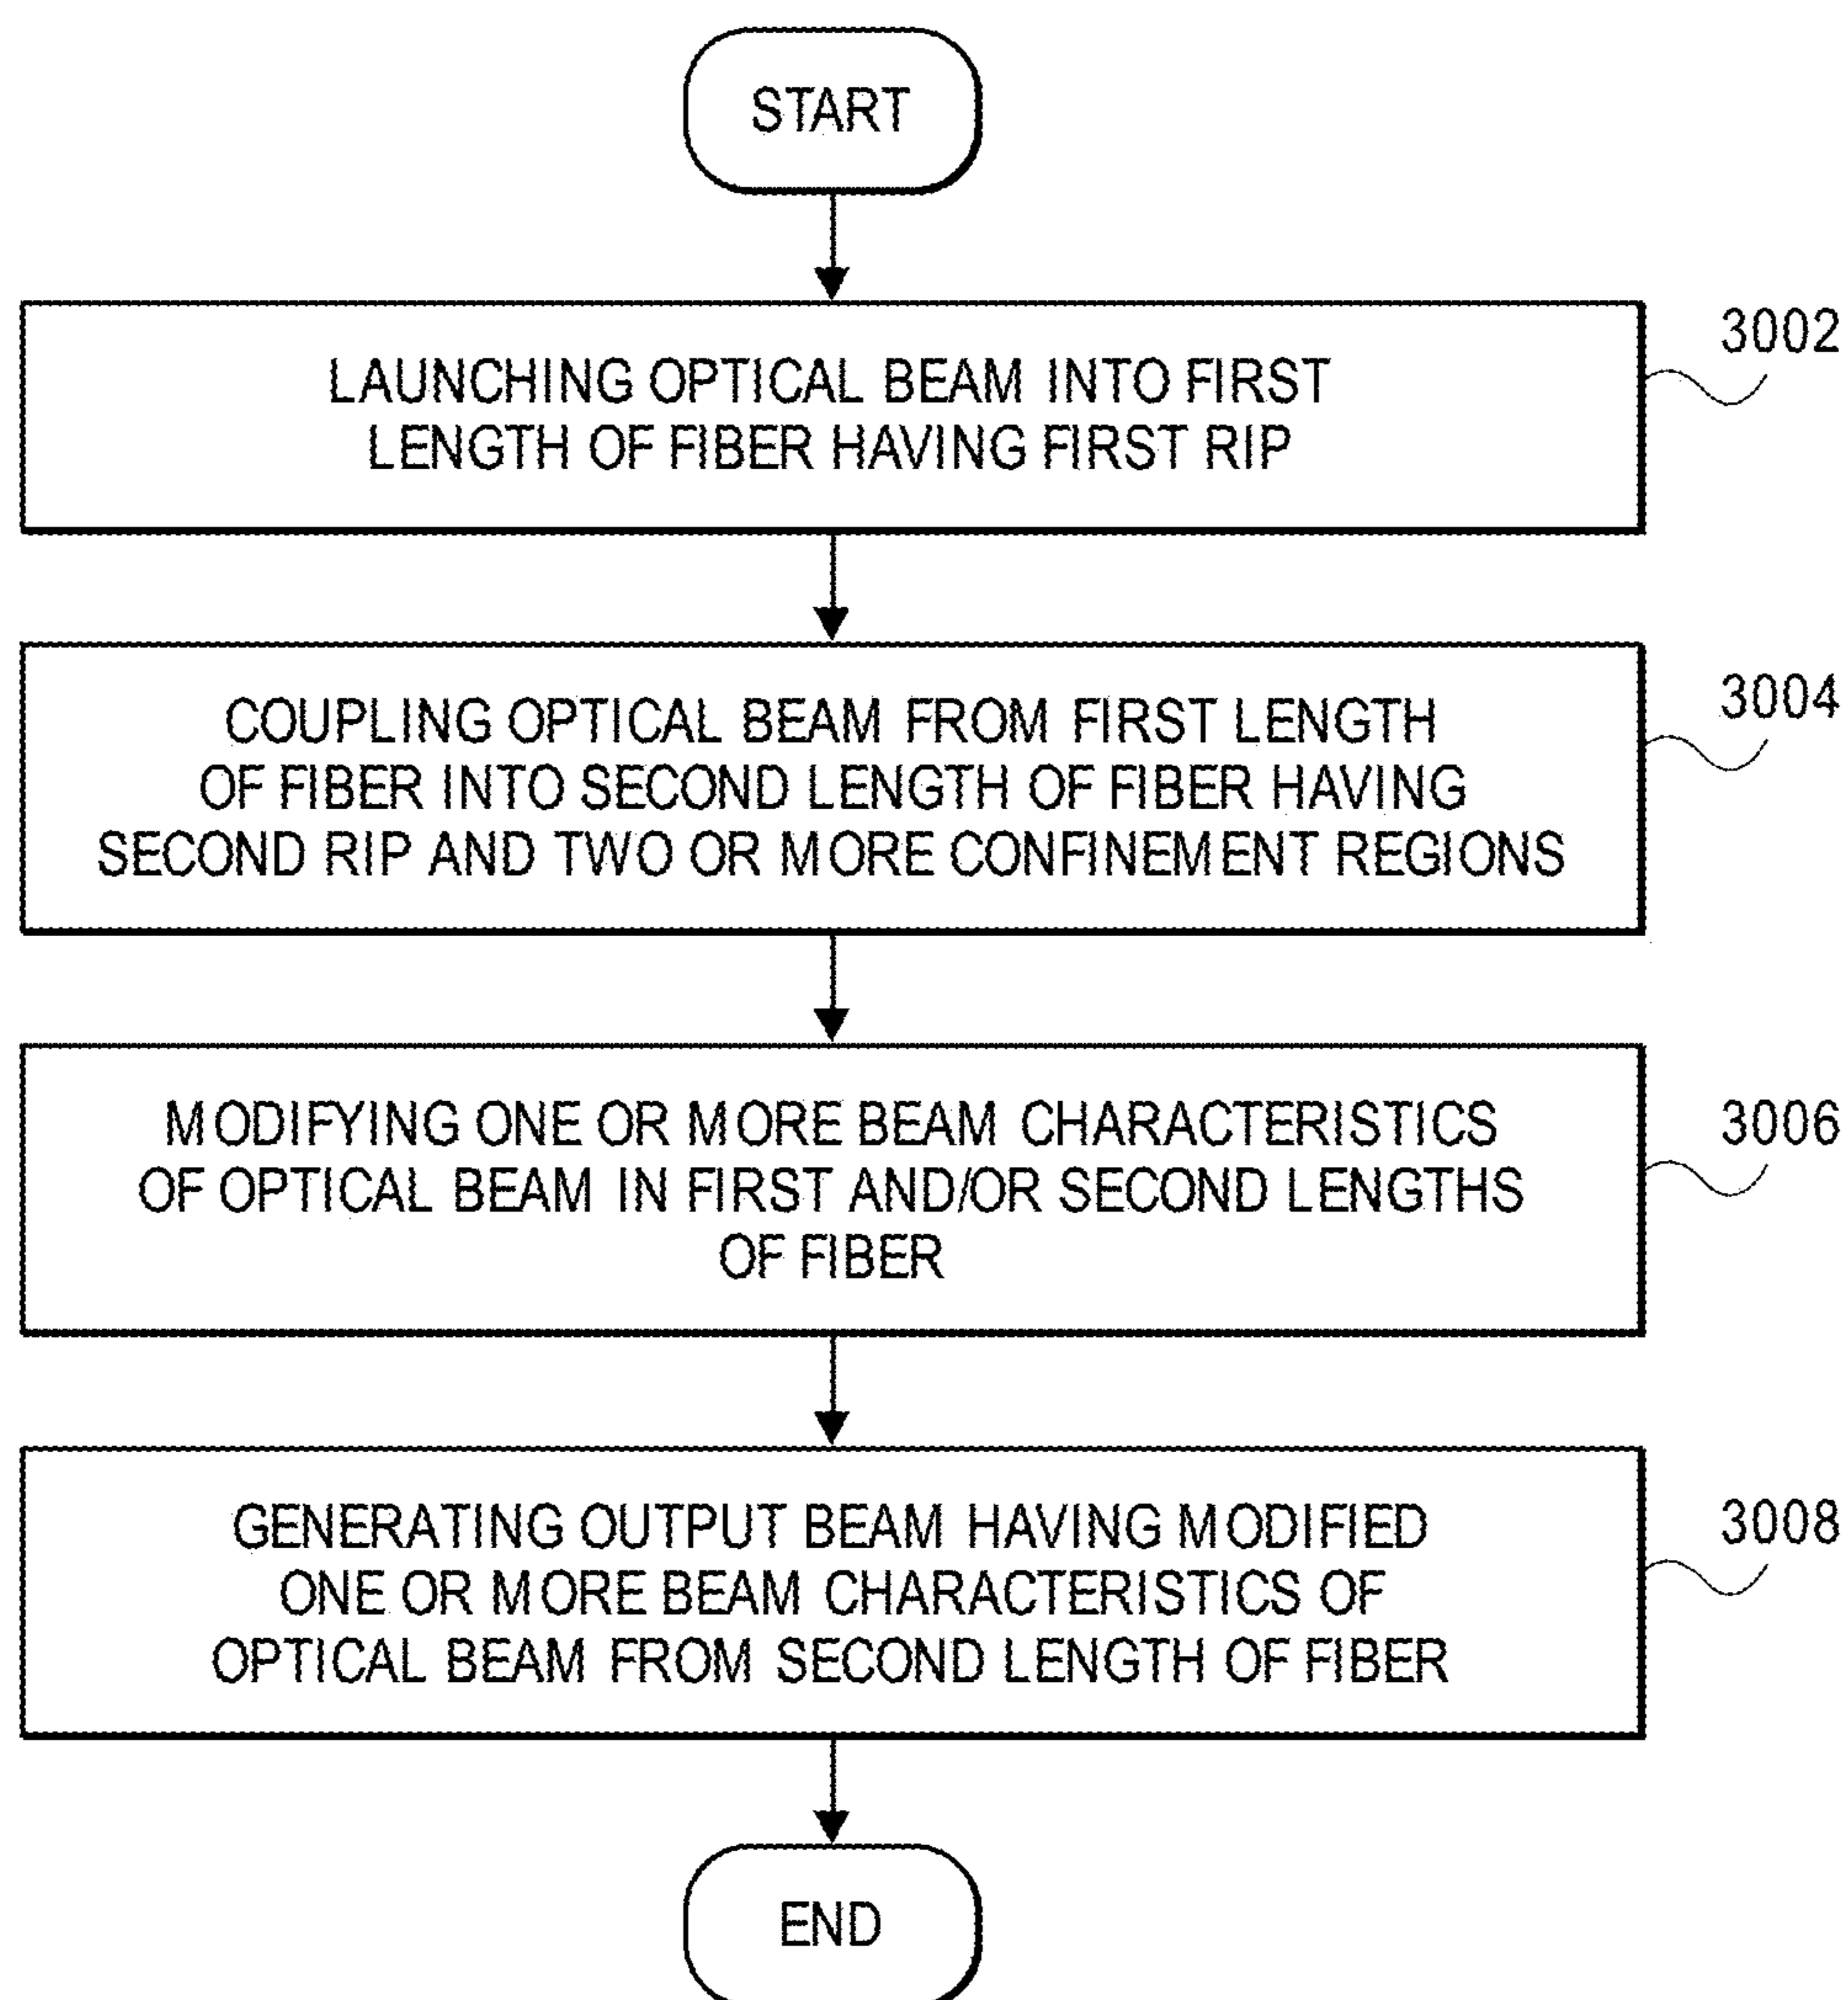 START
LAUNCHING OPTICAL BEAM INTO FIRST
LENGTH OF FIBER HAVING FIRST RIP
3002
COUPLING OPTICAL BEAM FROM FIRST LENGTH
OF FIBER INTO SECOND LENGTH OF FIBER HAVING
SECOND RIP AND TWO OR MORE CONFINEMENT REGIONS
3004
MODIFYING ONE OR MORE BEAM CHARACTERISTICS
OF OPTICAL BEAM IN FIRST AND/OR SECOND LENGTHS
OF FIBER
3006
GENERATING OUTPUT BEAM HAVING MODIFIED
ONE OR MORE BEAM CHARACTERISTICS OF
OPTICAL BEAM FROM SECOND LENGTH OF FIBER
3008
END